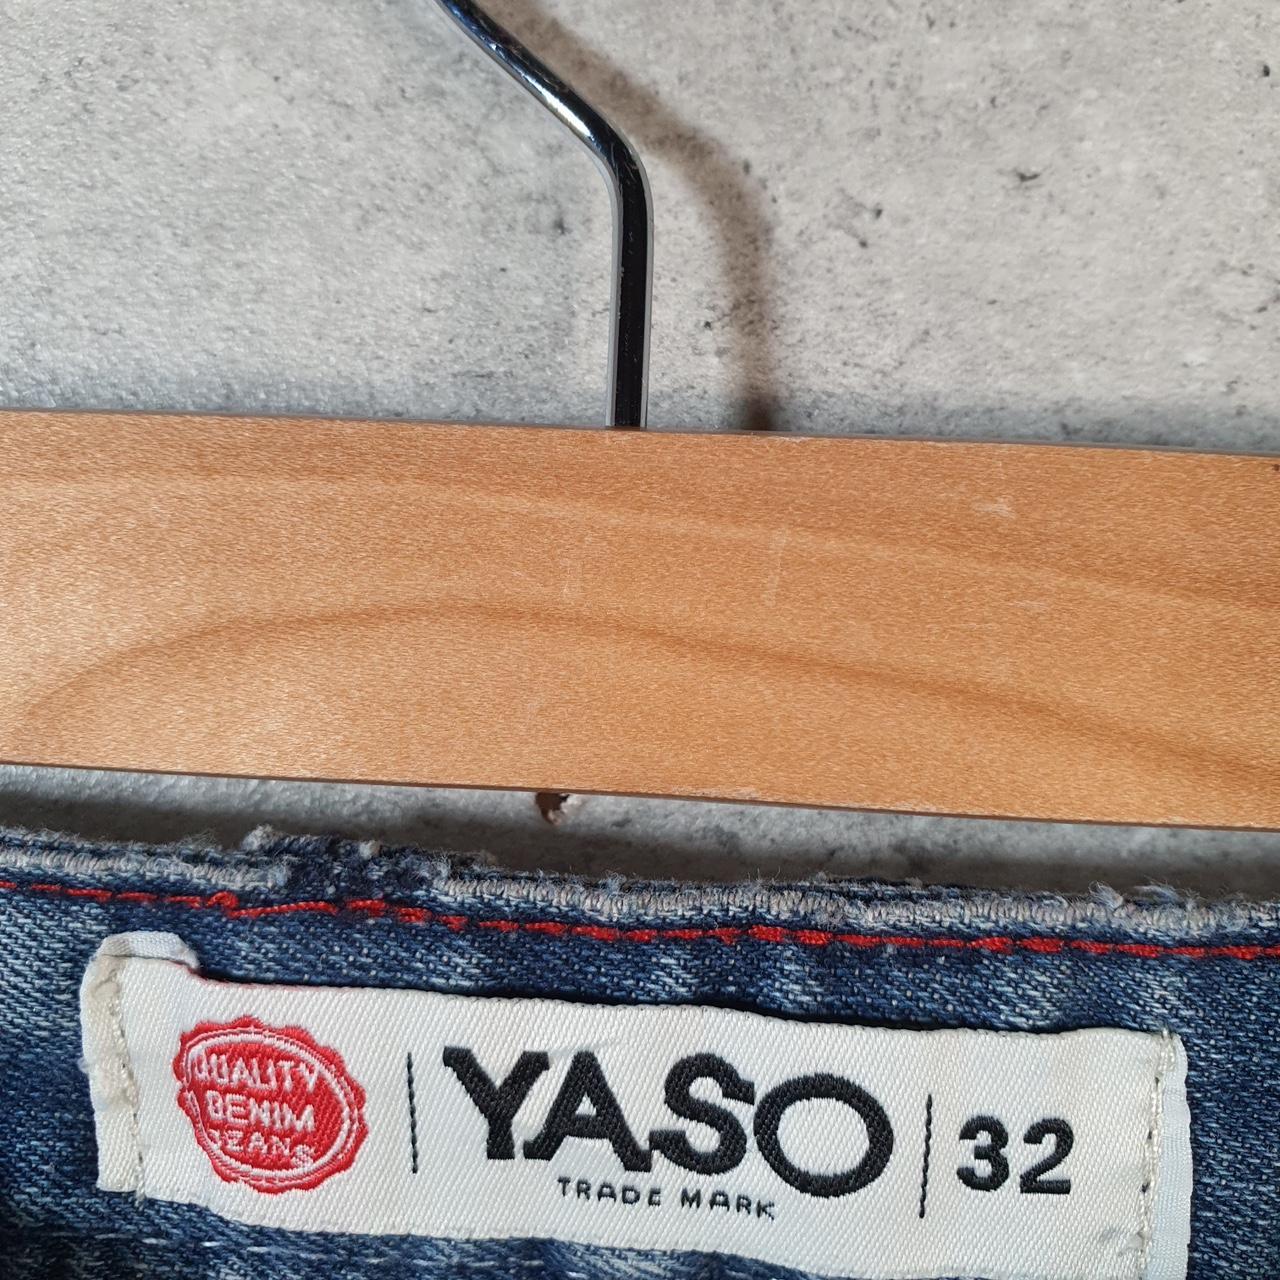 QUALITY
DENIM
JEANS
YASO
TRADE MARK
32